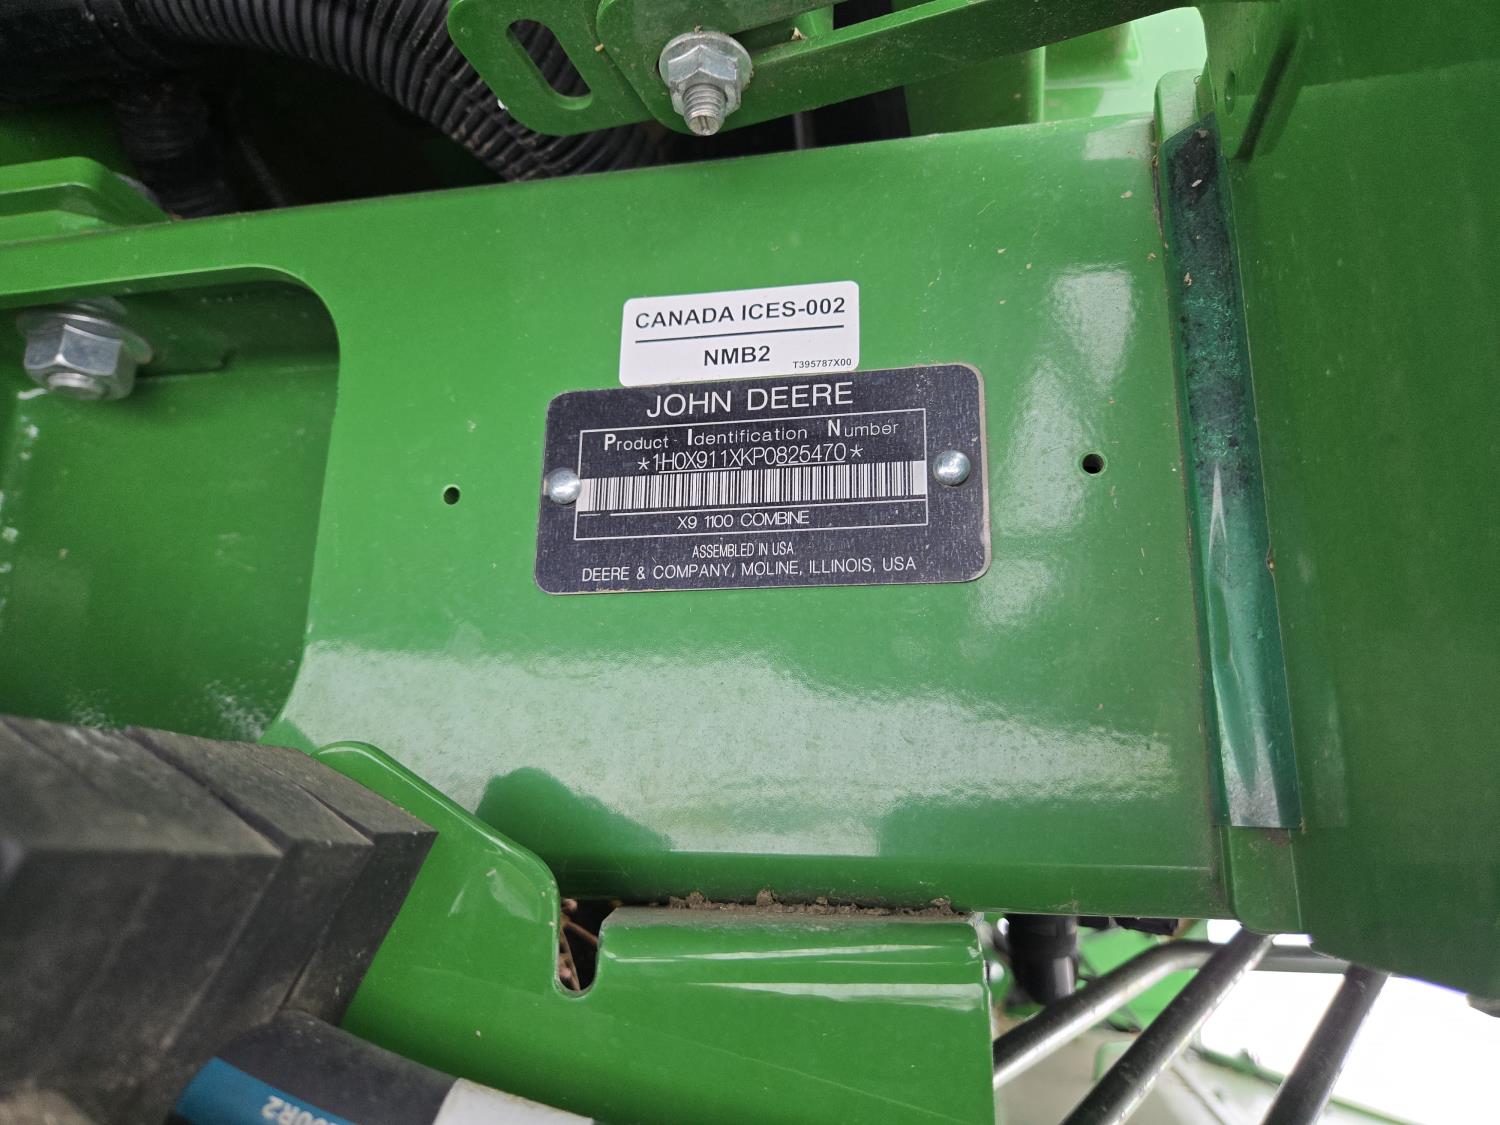 CANADA ICES-002
NMB2
T395787X00
JOHN DEERE
Product Identification Number
*1H0X911XKP0825470*
X9 1100 COMBINE
ASSEMBLED IN USA
DEERE & COMPANY, MOLINE, ILLINOIS, USA